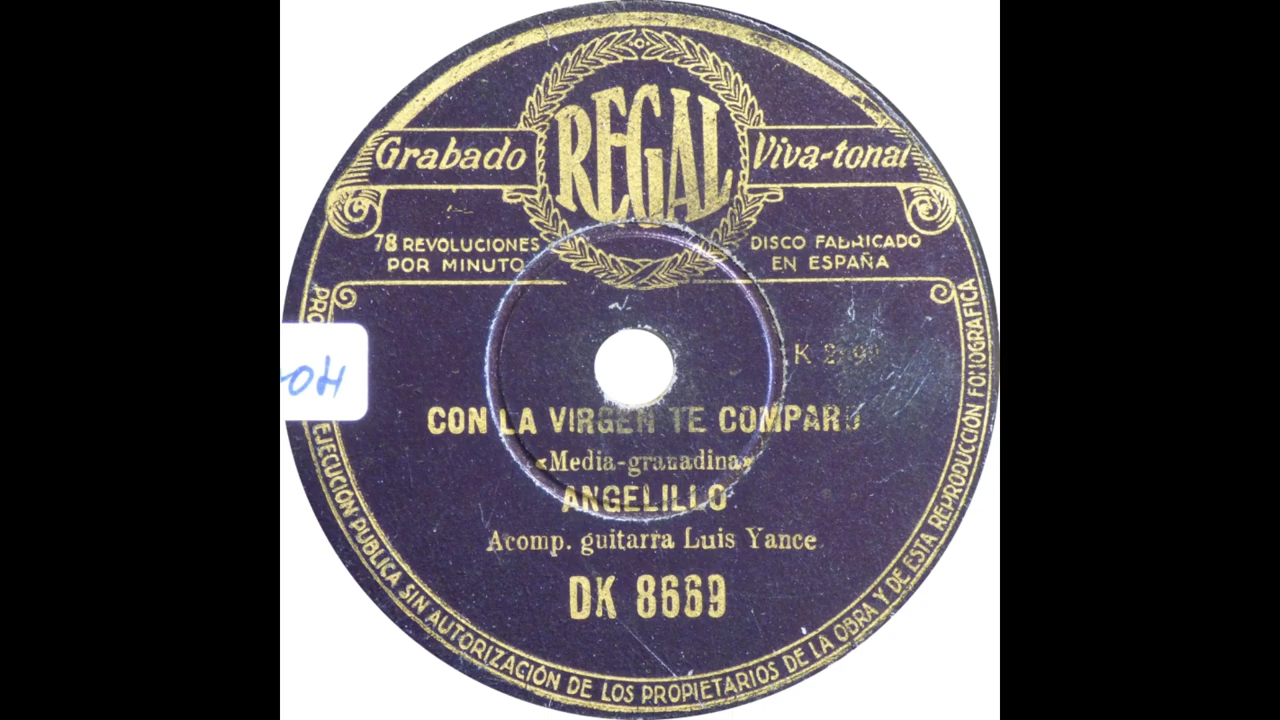 REGAL
Grabado Viva-tonal
78 REVOLUCIONES POR MINUTO
DISCO FABRICADO EN ESPAÑA
CON LA VIRGEN TE COMPARO
«Media-granadina»
ANGELILLO
Acomp. guitarra Luis Yance
DK 8669
EJECUCIÓN PUBLICA SIN AUTORIZACIÓN DE LOS PROPIETARIOS DE LA OBRA Y DE ESTA REPRODUCCIÓN FONOGRÁFICA